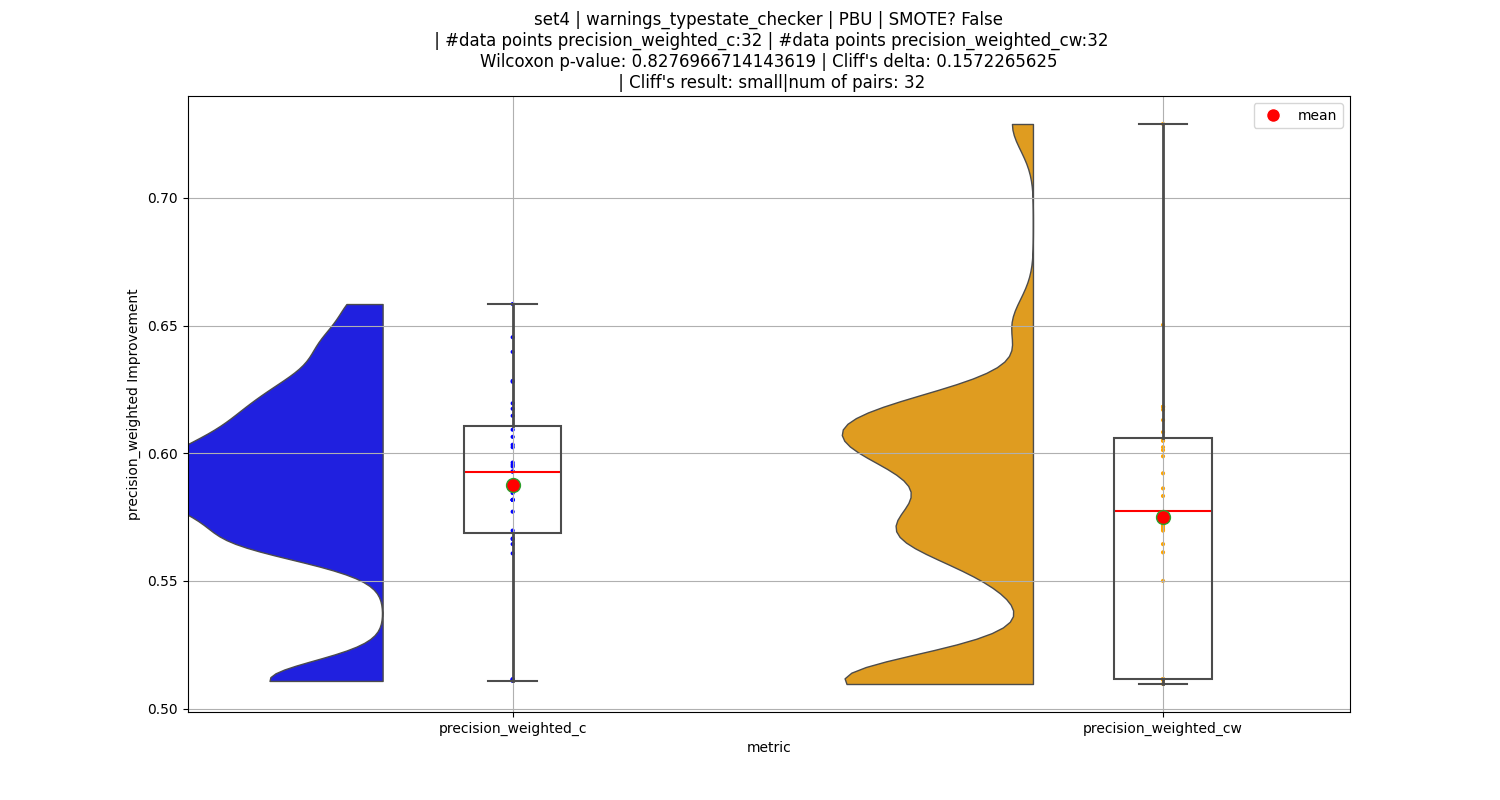 set4 | warnings_typestate_checker | PBU | SMOTE? False
| #data points precision_weighted_c:32 | #data points precision_weighted_cw:32
Wilcoxon p-value: 0.8276966714143619 | Cliff's delta: 0.1572265625
| Cliff's result: small|num of pairs: 32
mean
0.70
0.65
0.60
0.55
0.50
precision_weighted Improvement
precision_weighted_c
precision_weighted_cw
metric